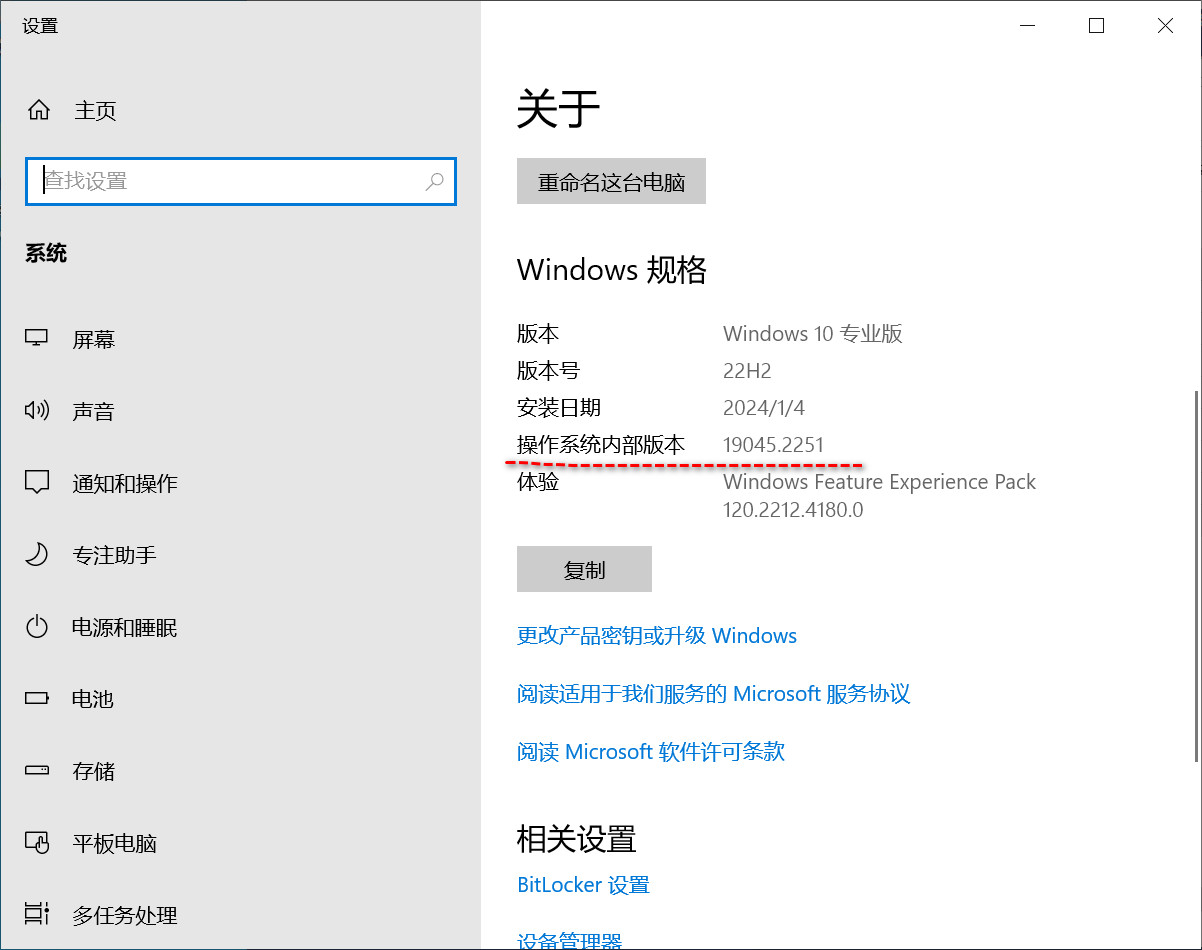 设置
主页
查找设置
系统
屏幕
声音
通知和操作
专注助手
电源和睡眠
电池
存储
平板电脑
多任务处理
关于
重命名这台电脑
Windows 规格
版本 Windows 10 专业版
版本号 22H2
安装日期 2024/1/4
操作系统内部版本 19045.2251
体验 Windows Feature Experience Pack
120.2212.4180.0
复制
更改产品密钥或升级 Windows
阅读适用于我们服务的 Microsoft 服务协议
阅读 Microsoft 软件许可条款
相关设置
BitLocker 设置
设备管理器